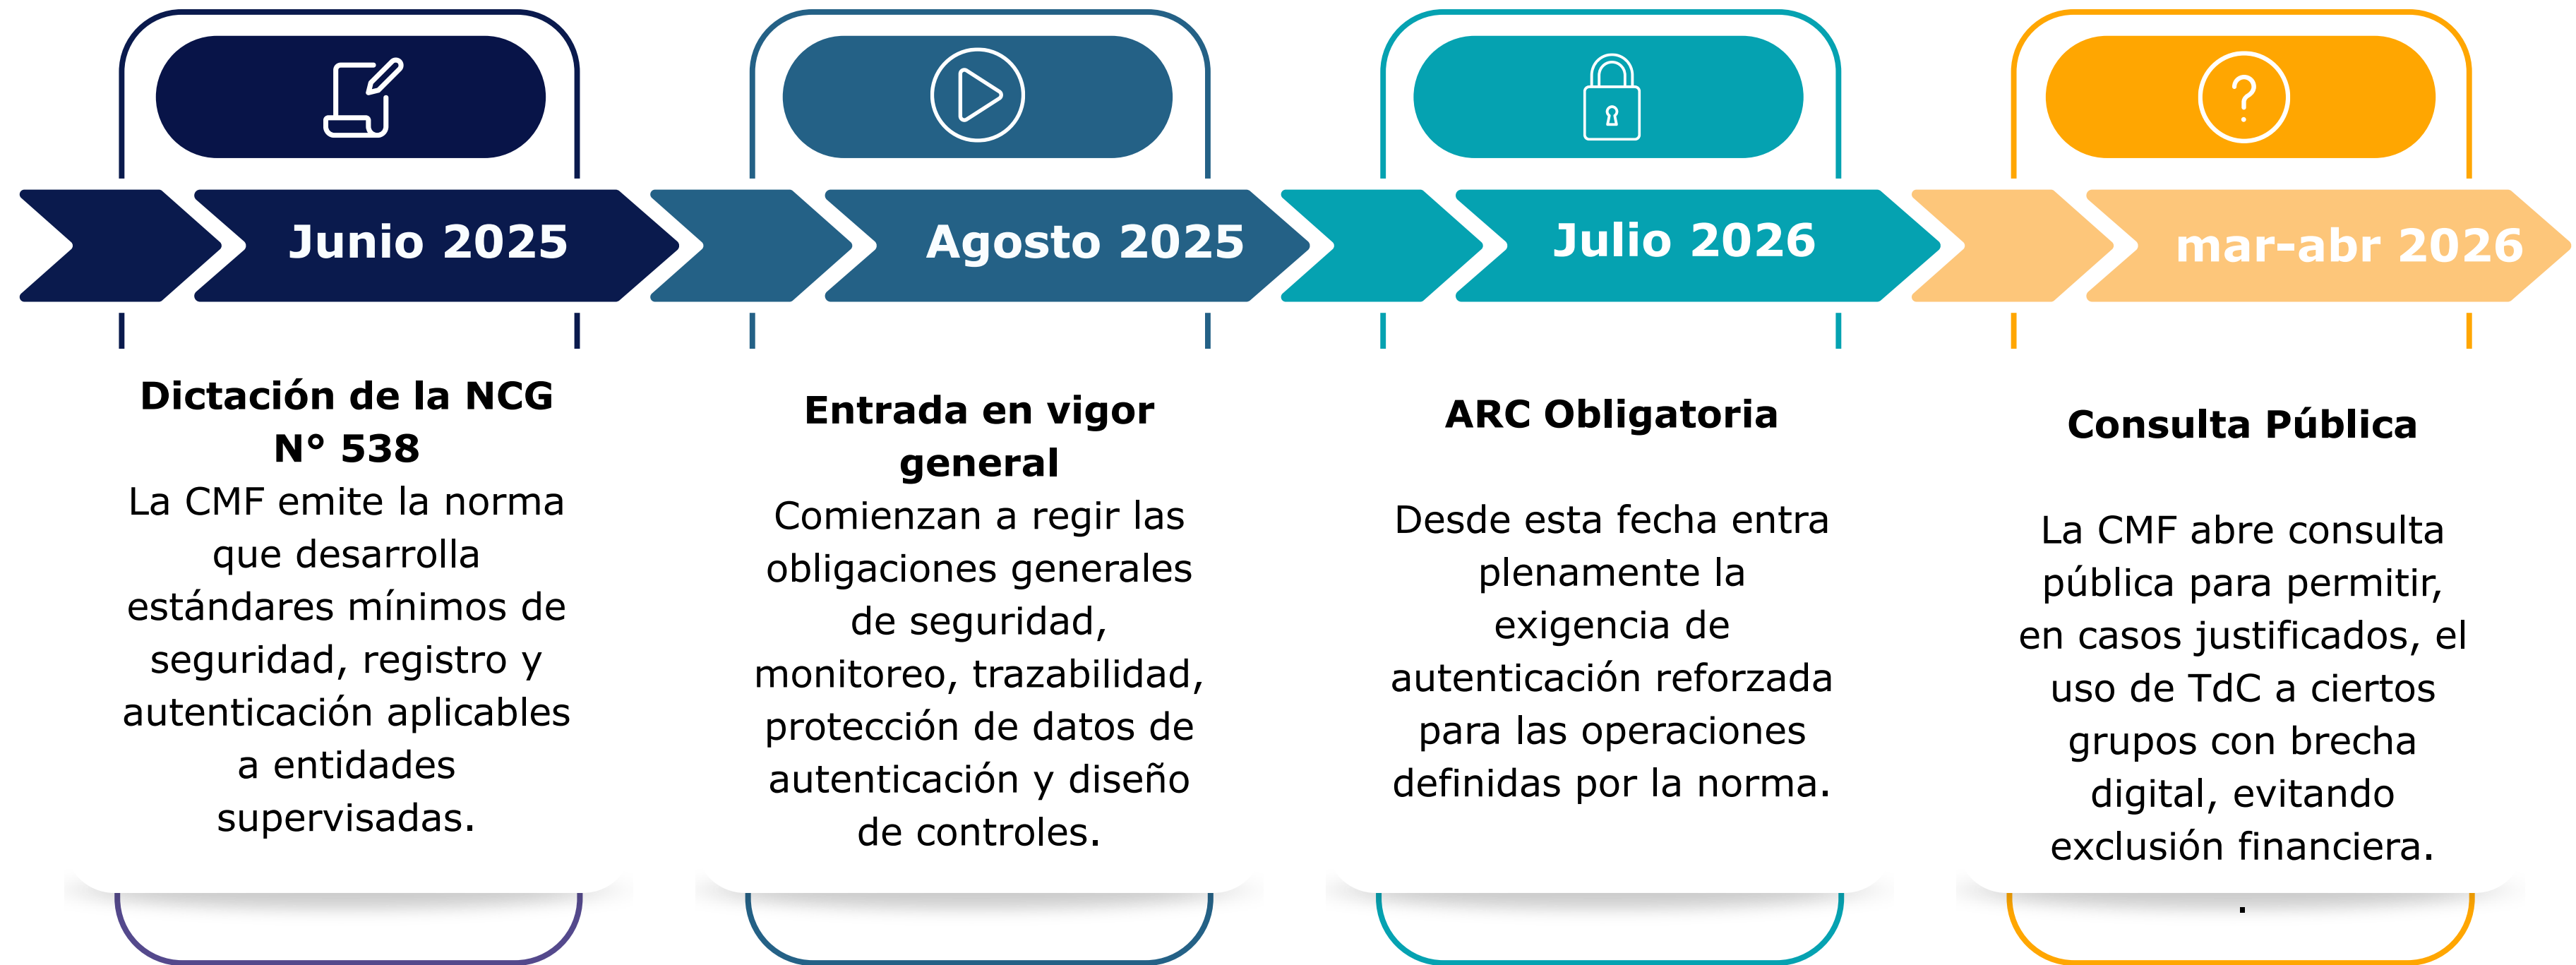 Junio 2025
Dictación de la NCG
N° 538
La CMF emite la norma
que desarrolla
estándares mínimos de
seguridad, registro y
autenticación aplicables
a entidades
supervisadas.
Agosto 2025
Entrada en vigor
general
Comienzan a regir las
obligaciones generales
de seguridad,
monitoreo, trazabilidad,
protección de datos de
autenticación y diseño
de controles.
Julio 2026
ARC Obligatoria
Desde esta fecha entra
plenamente la
exigencia de
autenticación reforzada
para las operaciones
definidas por la norma.
mar-abr 2026
Consulta Pública
La CMF abre consulta
pública para permitir,
en casos justificados, el
uso de TdC a ciertos
grupos con brecha
digital, evitando
exclusión financiera.
.